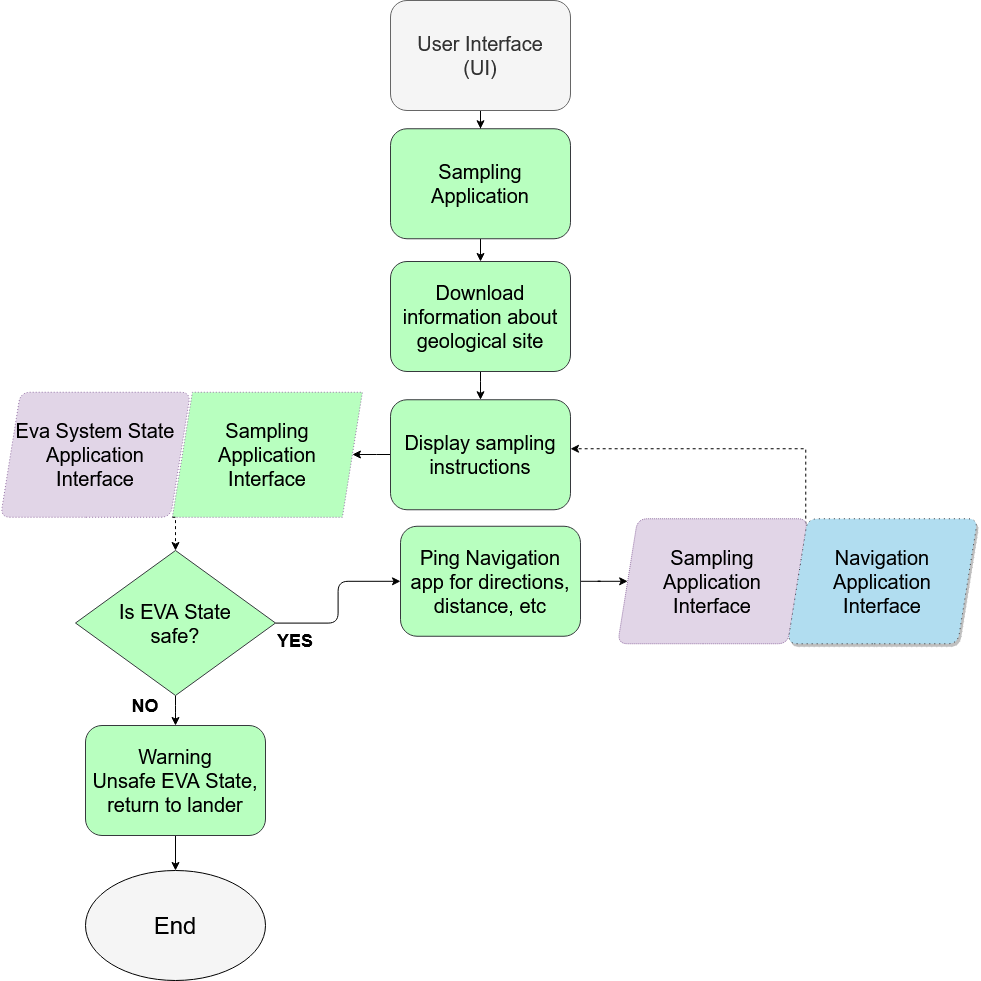 User Interface
(UI)
Sampling
Application
Download
information about
geological site
Display sampling
instructions
Eva System State
Application
Interface
Sampling
Application
Interface
Is EVA State
safe?
YES
NO
Ping Navigation
app for directions,
distance, etc
Sampling
Application
Interface
Navigation
Application
Interface
Warning
Unsafe EVA State,
return to lander
End